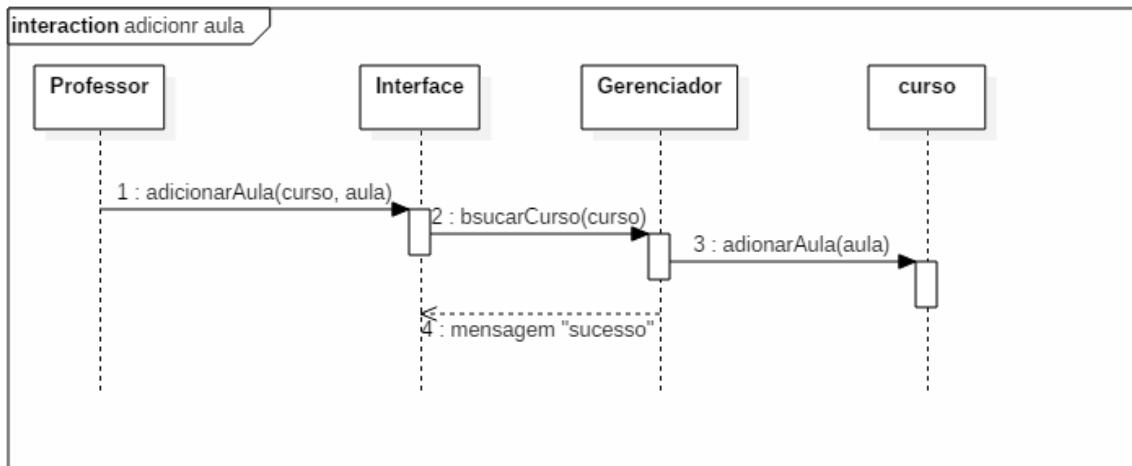 interaction adicionr aula
Professor
Interface
Gerenciador
curso
1 : adicionarAula(curso, aula)
2 : bsucarCurso(curso)
3 : adionarAula(aula)
4 : mensagem "sucesso"